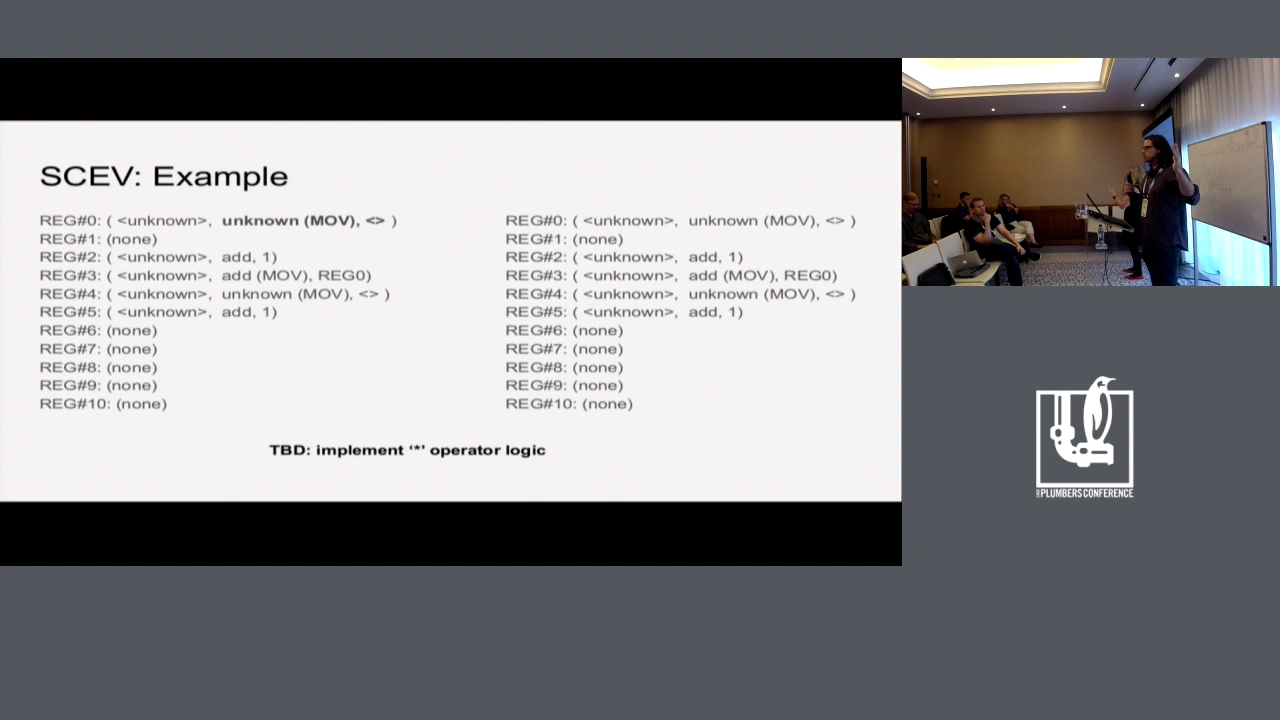 SCEV: Example
REG#0: ( <unknown>, unknown (MOV), <> )
REG#1: (none)
REG#2: ( <unknown>, add, 1)
REG#3: ( <unknown>, add (MOV), REG0)
REG#4: ( <unknown>, unknown (MOV), <> )
REG#5: ( <unknown>, add, 1)
REG#6: (none)
REG#7: (none)
REG#8: (none)
REG#9: (none)
REG#10: (none)
REG#0: ( <unknown>, unknown (MOV), <> )
REG#1: (none)
REG#2: ( <unknown>, add, 1)
REG#3: ( <unknown>, add (MOV), REG0)
REG#4: ( <unknown>, unknown (MOV), <> )
REG#5: ( <unknown>, add, 1)
REG#6: (none)
REG#7: (none)
REG#8: (none)
REG#9: (none)
REG#10: (none)
TBD: implement ‘*’ operator logic
PLUMBERS CONFERENCE